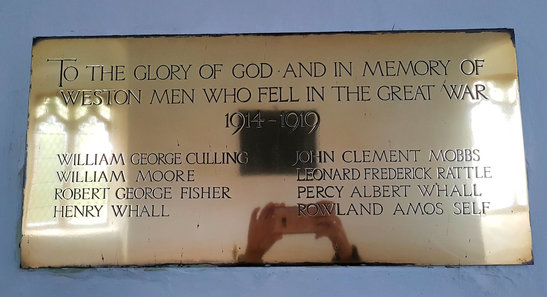 TO THE GLORY OF GOD · AND IN MEMORY OF
WESTON MEN WHO FELL IN THE GREAT WAR
1914–1919
WILLIAM GEORGE CULLING
WILLIAM MOORE
ROBERT GEORGE FISHER
HENRY WHALL
JOHN CLEMENT MOBBS
LEONARD FREDERICK RATTLE
PERCY ALBERT WHALL
ROWLAND AMOS SELF